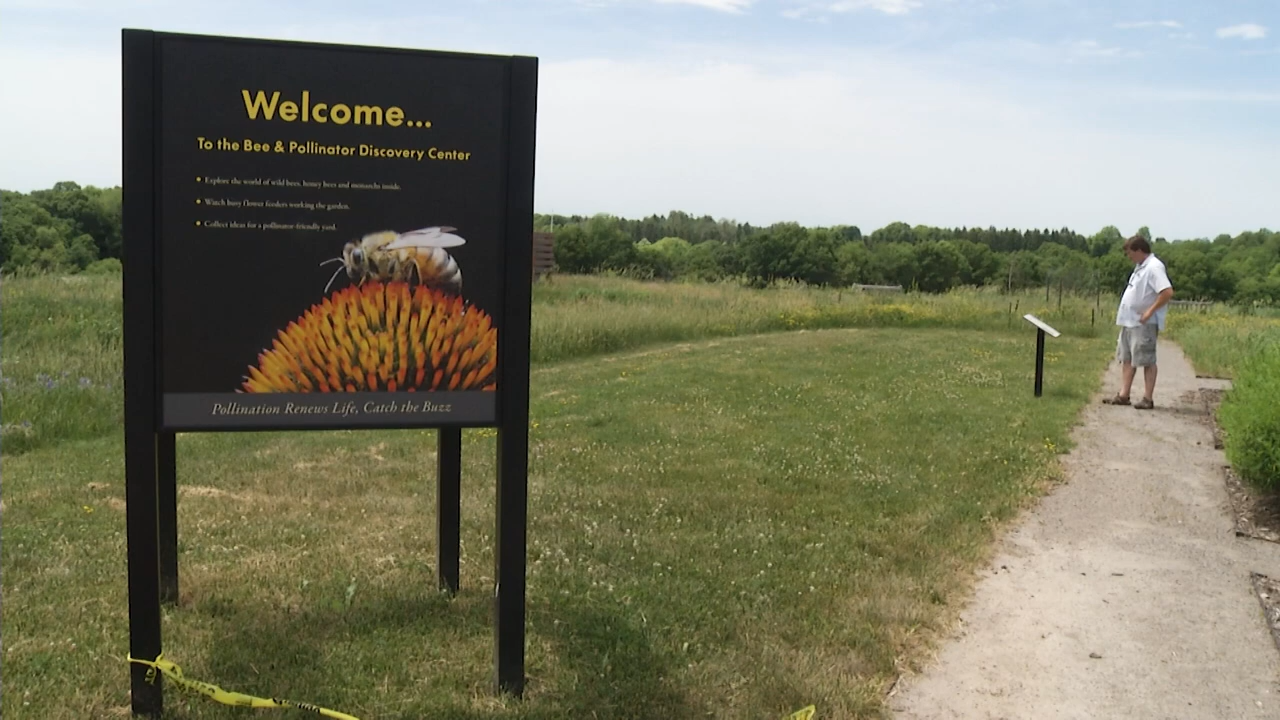 Welcome...
To the Bee & Pollinator Discovery Center
• Explore the world of wild bees, honey bees and monarchs inside.
• Watch busy flower feeders working the garden.
• Collect ideas for a pollinator-friendly yard.
Pollination Renews Life, Catch the Buzz